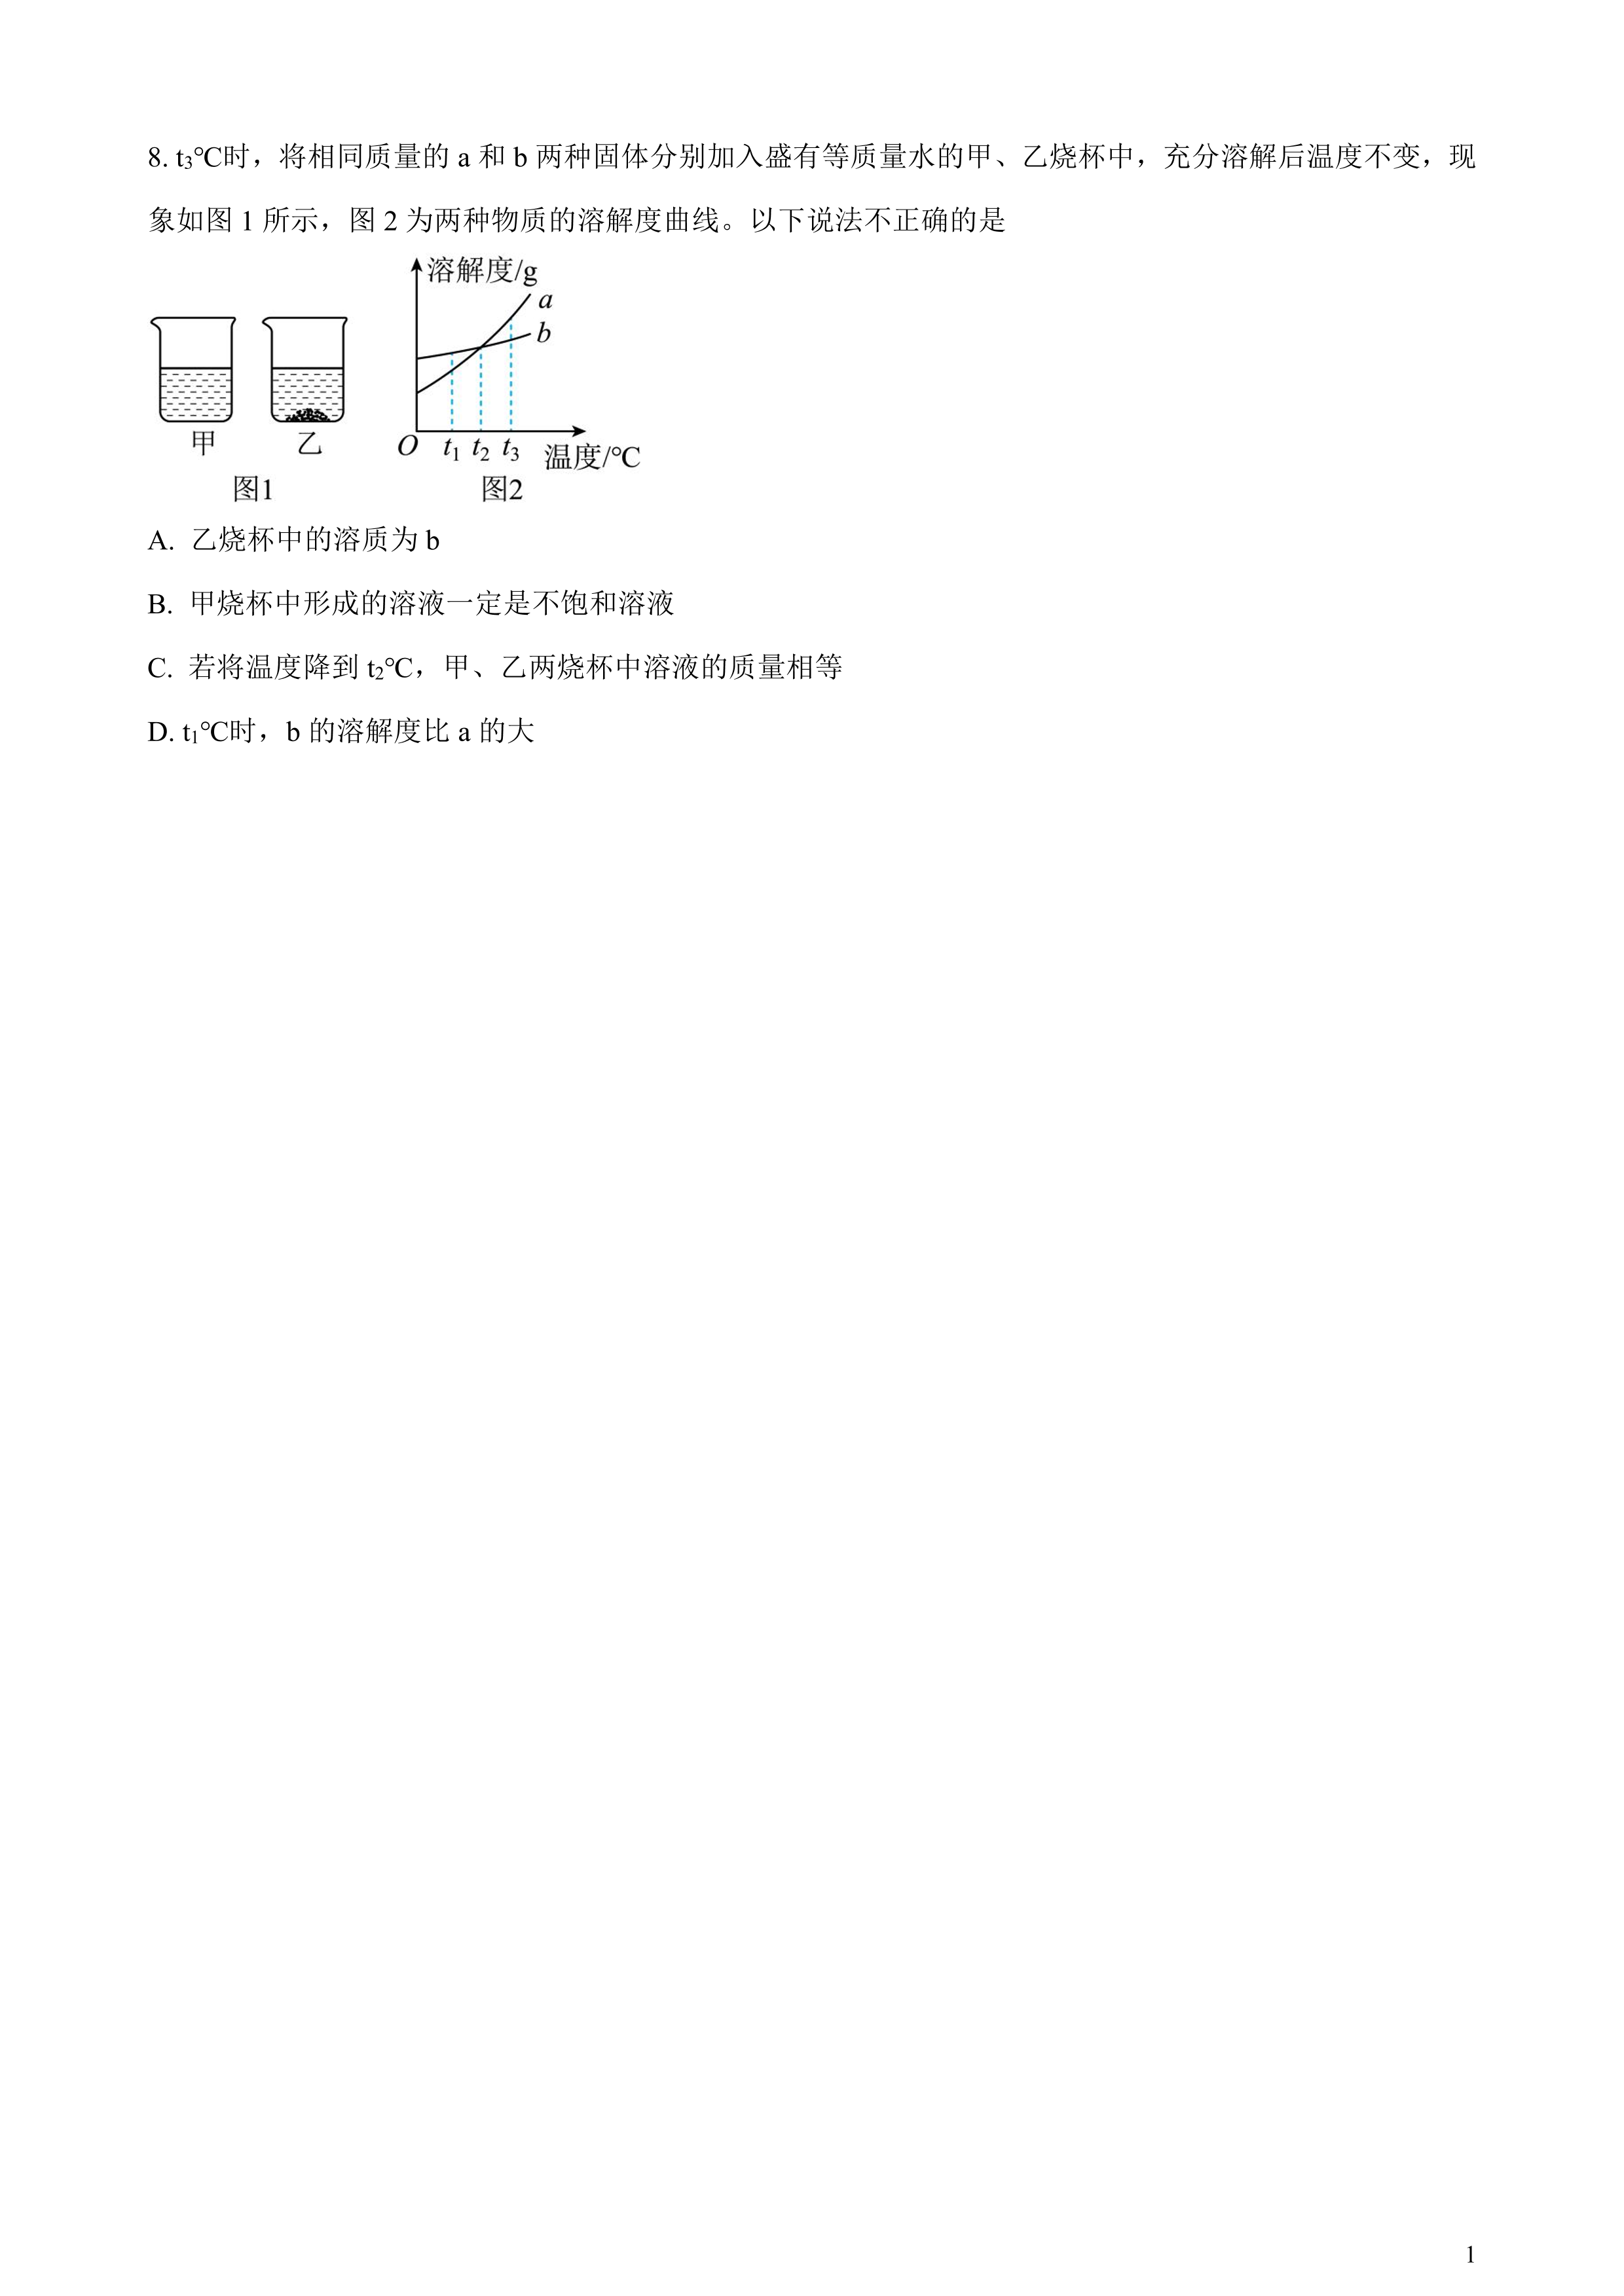 8. t₃℃时，将相同质量的 a 和 b 两种固体分别加入盛有等质量水的甲、乙烧杯中，充分溶解后温度不变，现
象如图 1 所示，图 2 为两种物质的溶解度曲线。以下说法不正确的是
溶解度/g
a
b
甲
乙
O
t₁
t₂
t₃
温度/℃
图1
图2
A. 乙烧杯中的溶质为 b
B. 甲烧杯中形成的溶液一定是不饱和溶液
C. 若将温度降到 t₂℃，甲、乙两烧杯中溶液的质量相等
D. t₁℃时，b 的溶解度比 a 的大
1